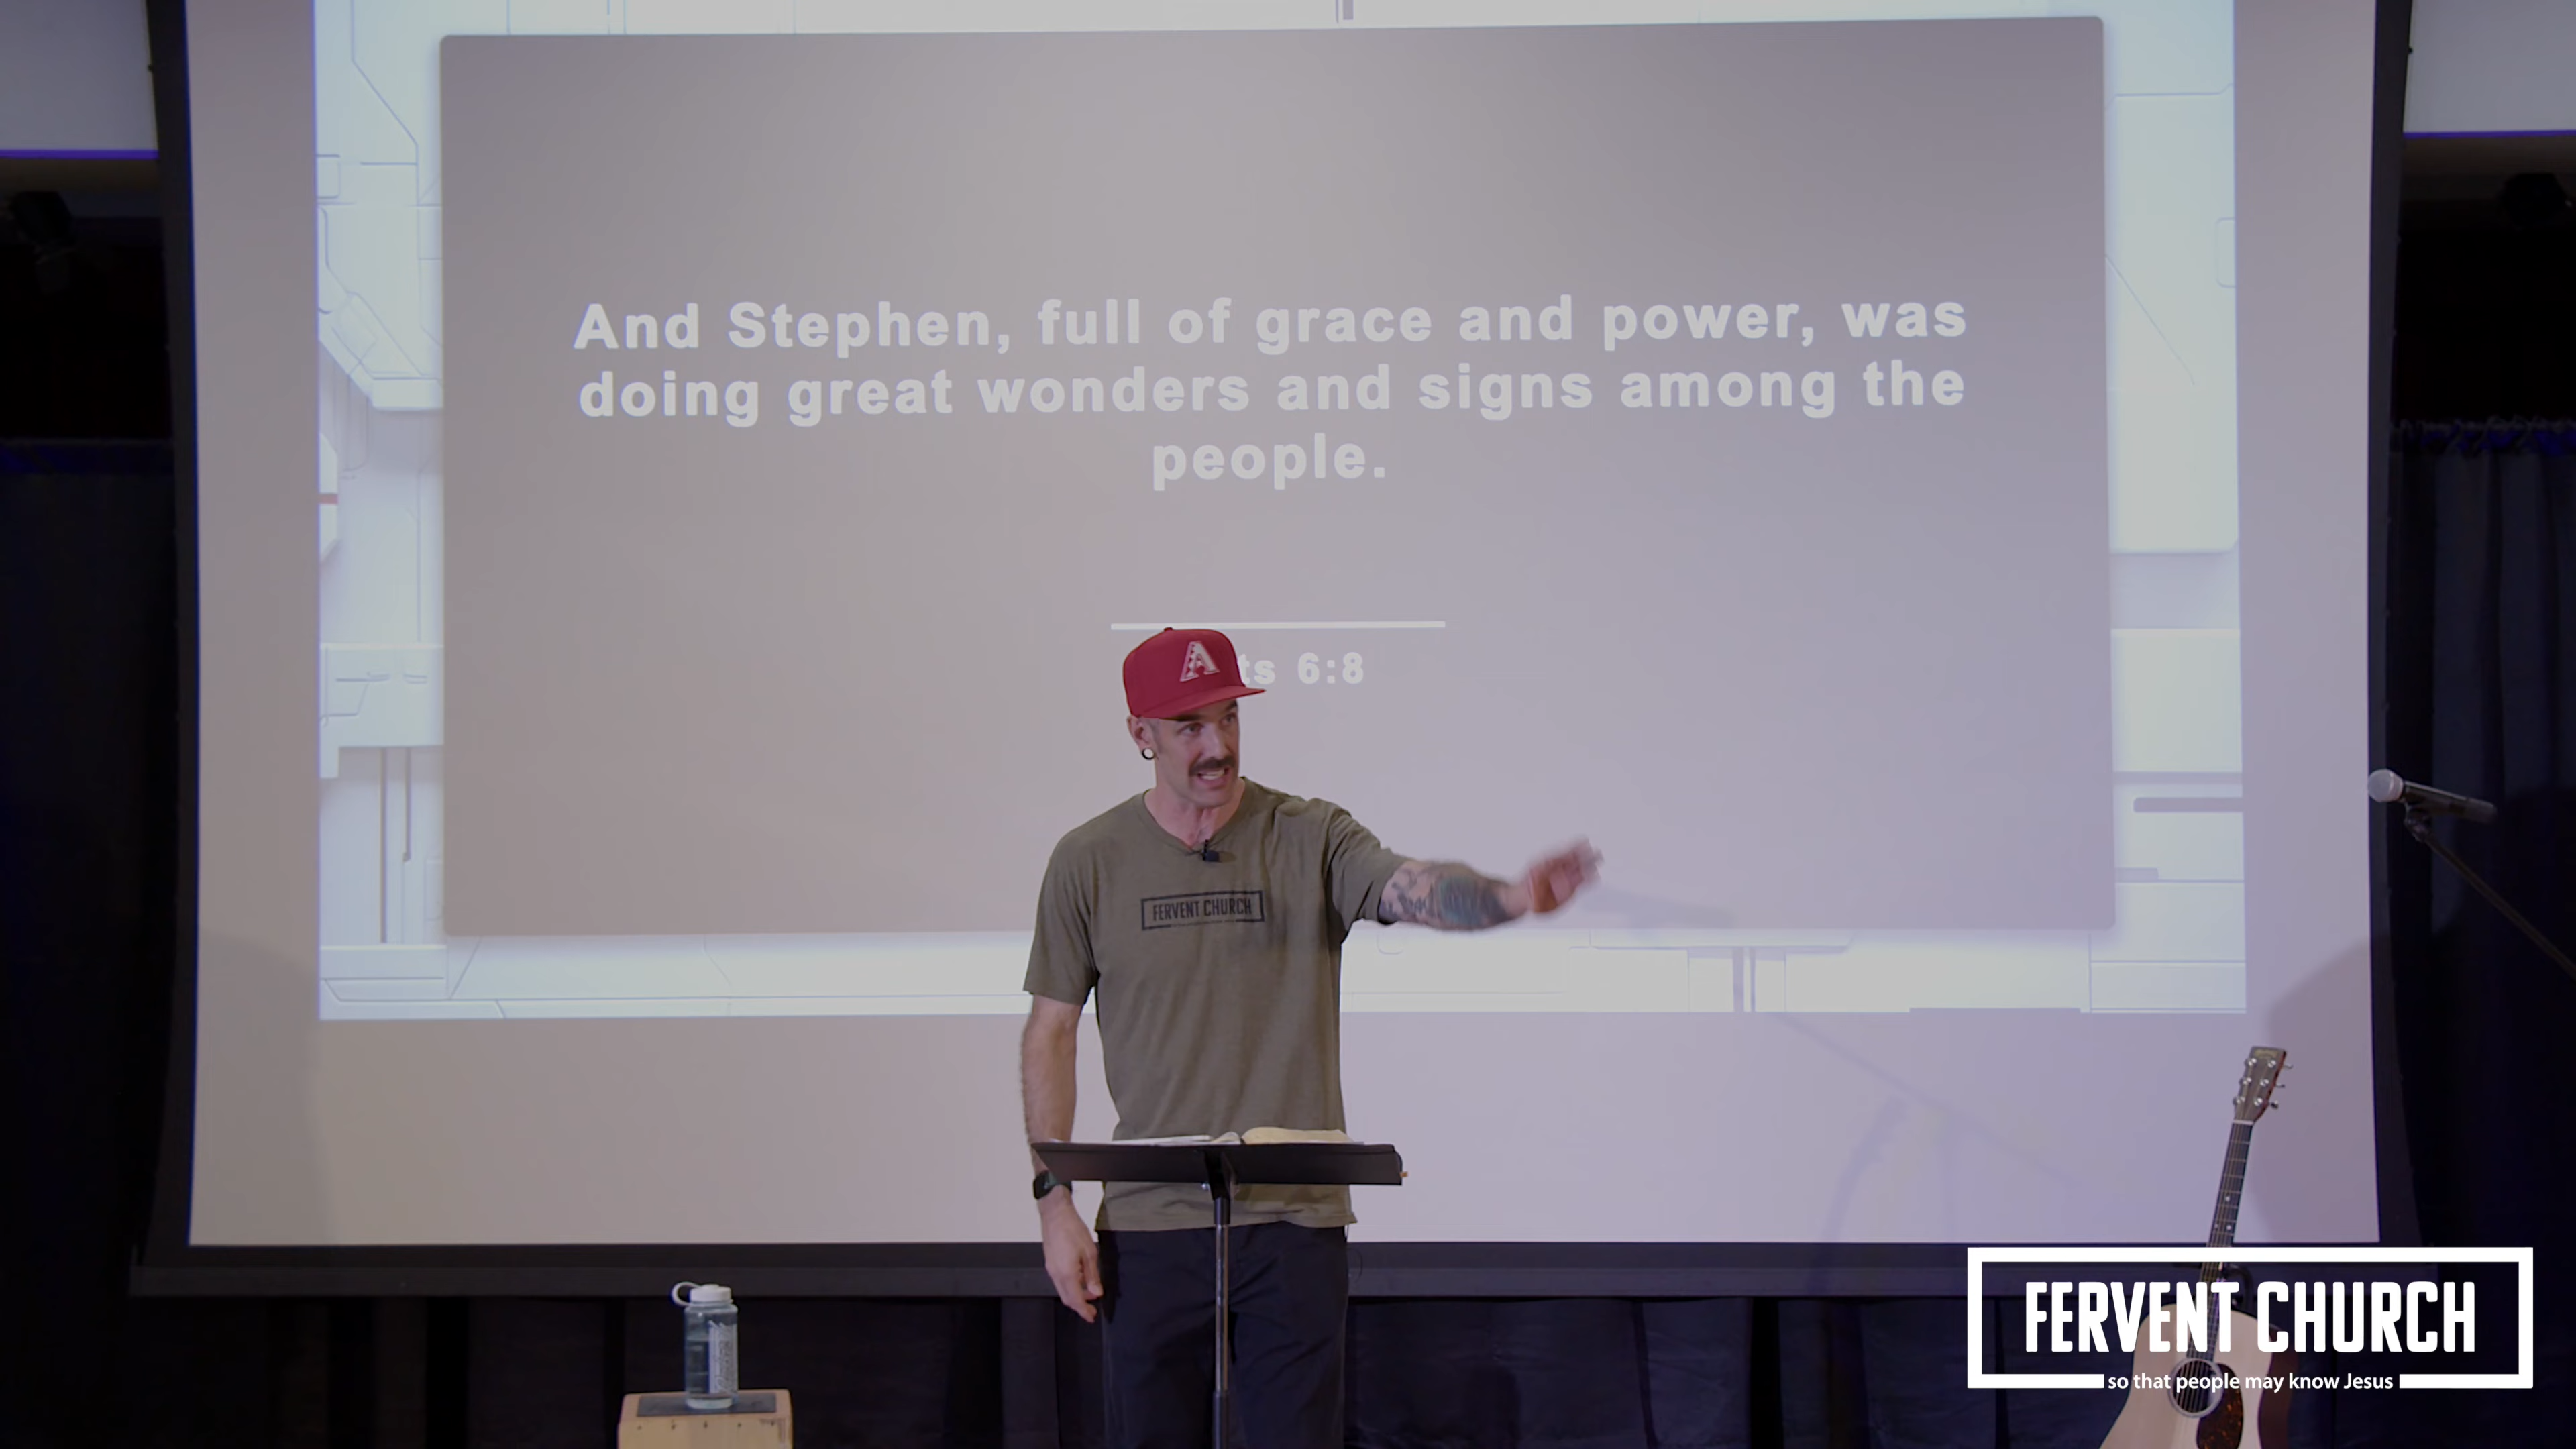 And Stephen, full of grace and power, was
doing great wonders and signs among the
people.
ts 6:8
A
FERVENT CHURCH
FERVENT CHURCH
so that people may know Jesus